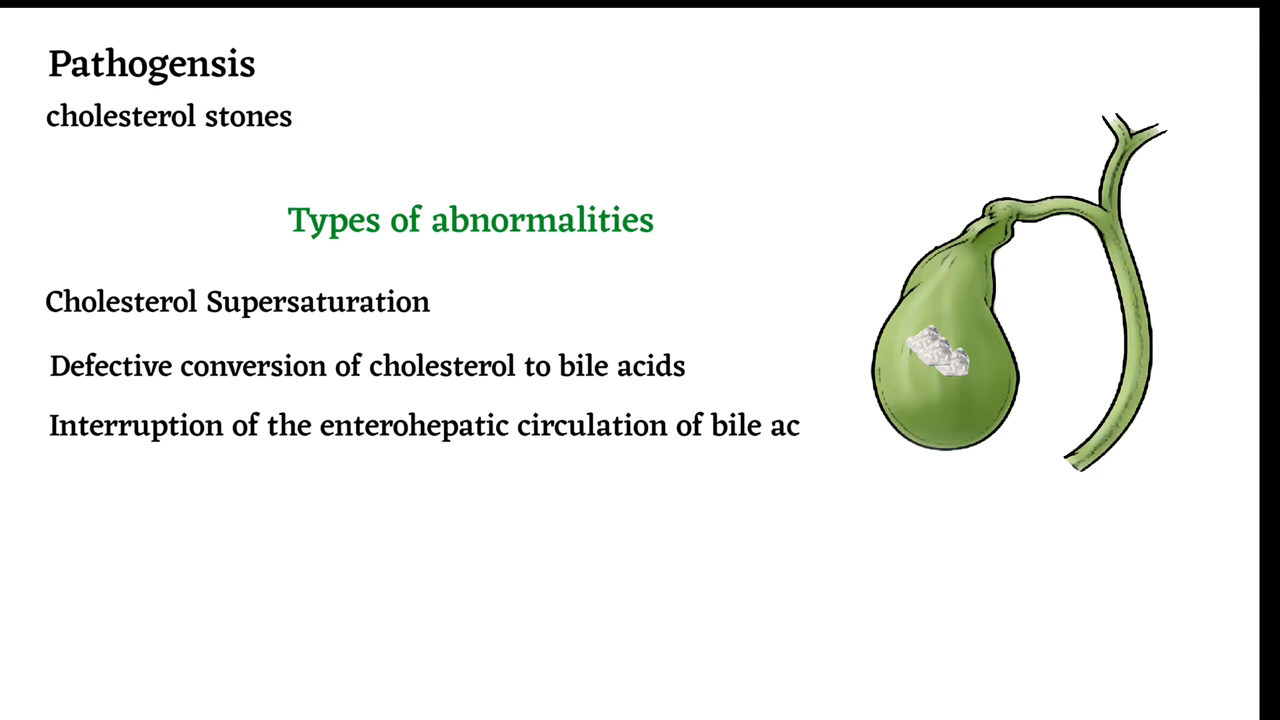 Pathogensis
cholesterol stones
Types of abnormalities
Cholesterol Supersaturation
Defective conversion of cholesterol to bile acids
Interruption of the enterohepatic circulation of bile ac